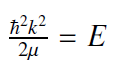 ħ²k²/2μ = E